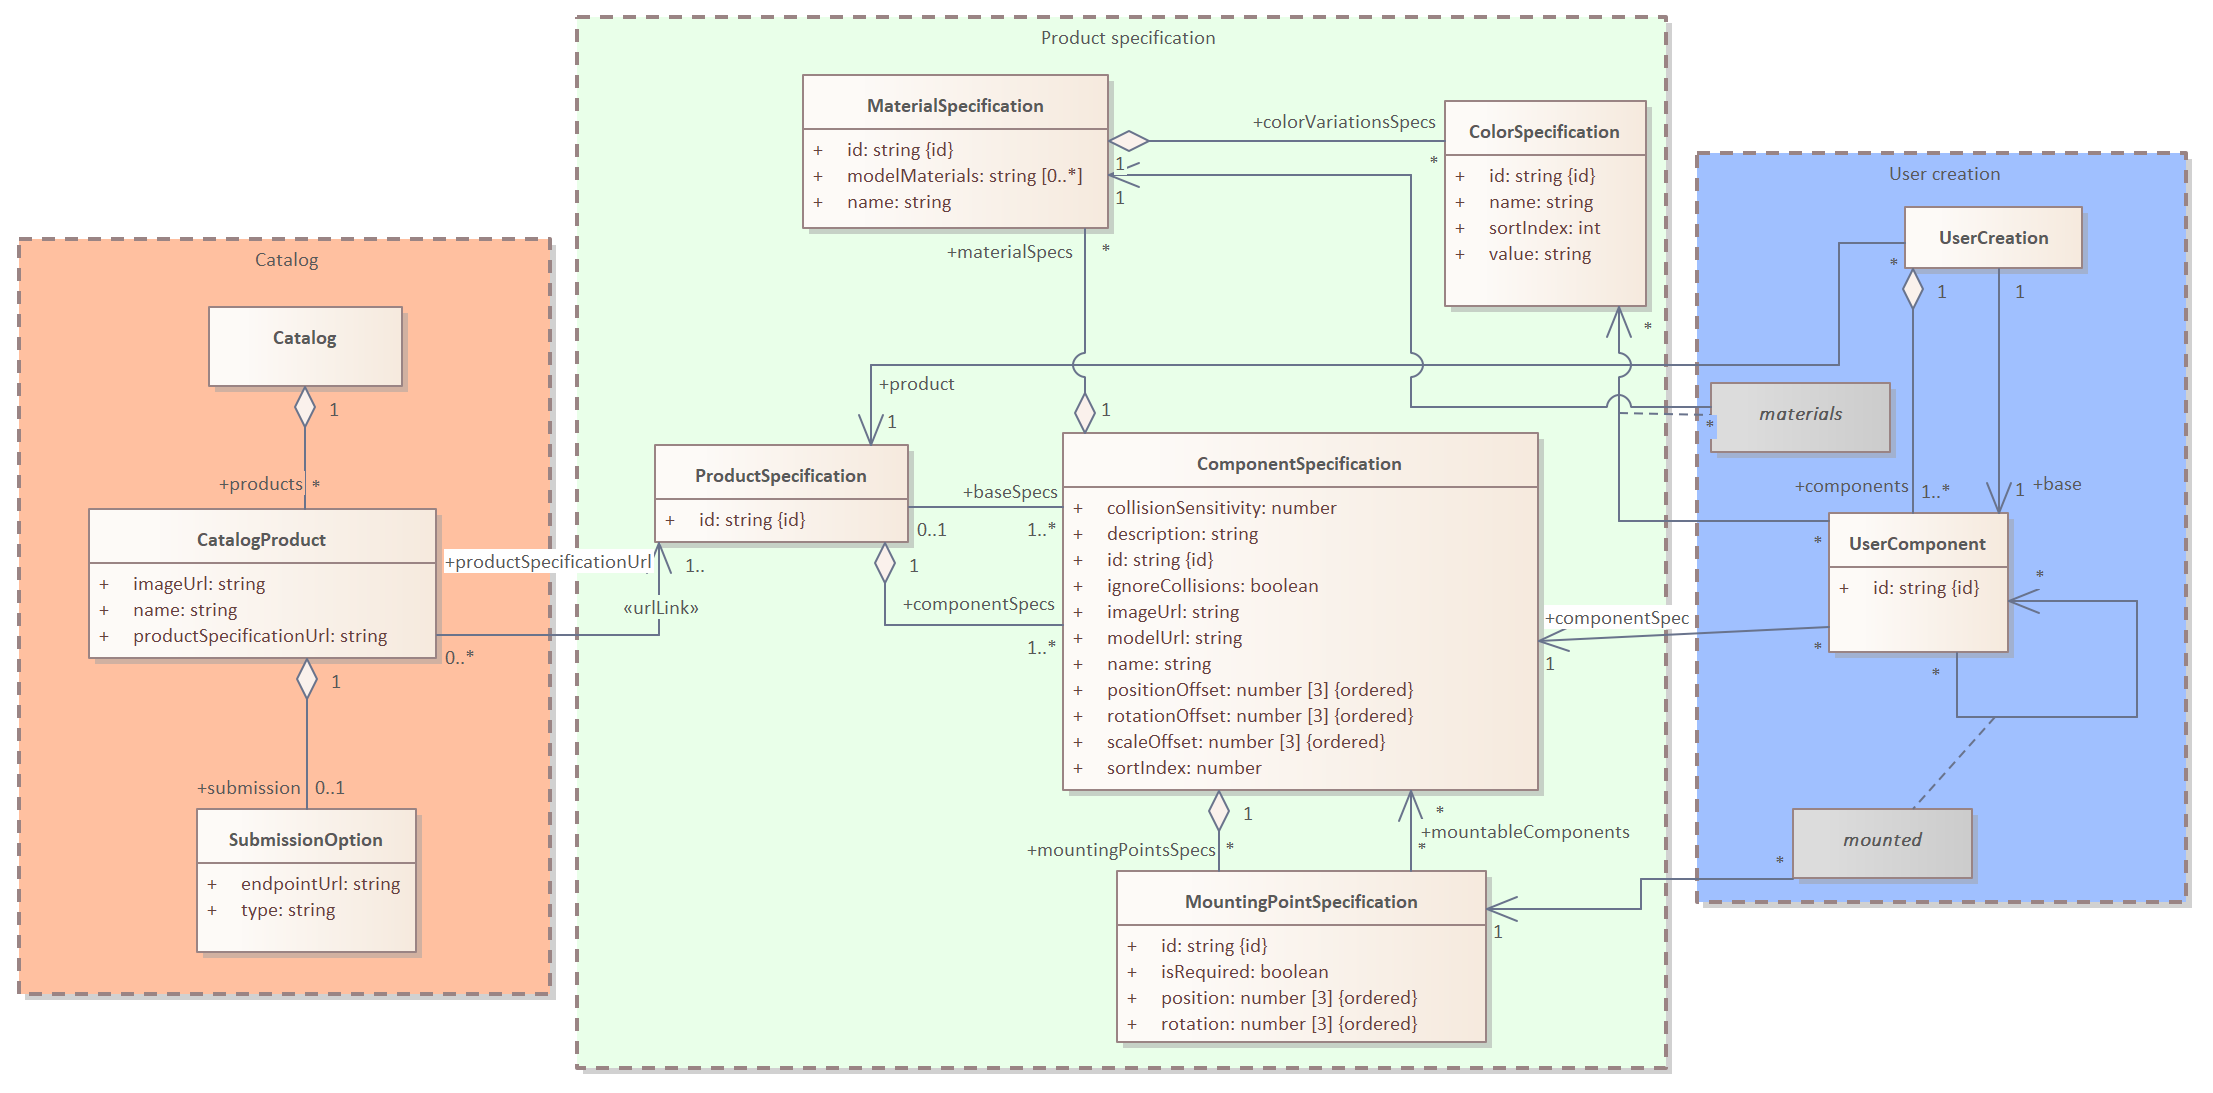 Product specification
MaterialSpecification
+ id: string {id}
+ modelMaterials: string [0..*]
+ name: string
+colorVariationsSpecs
1
*
1
ColorSpecification
+ id: string {id}
+ name: string
+ sortIndex: int
+ value: string
*
+materialSpecs *
1
+product
1
ProductSpecification
+ id: string {id}
+baseSpecs
0..1
1..*
1
+componentSpecs
1..*
1..
ComponentSpecification
+ collisionSensitivity: number
+ description: string
+ id: string {id}
+ ignoreCollisions: boolean
+ imageUrl: string
+ modelUrl: string
+ name: string
+ positionOffset: number [3] {ordered}
+ rotationOffset: number [3] {ordered}
+ scaleOffset: number [3] {ordered}
+ sortIndex: number
+componentSpec
1
1
*
+mountableComponents
+mountingPointsSpecs *
*
MountingPointSpecification
+ id: string {id}
+ isRequired: boolean
+ position: number [3] {ordered}
+ rotation: number [3] {ordered}
1
Catalog
Catalog
1
+products *
CatalogProduct
+ imageUrl: string
+ name: string
+ productSpecificationUrl: string
+productSpecificationUrl
«urlLink»
0..*
1
+submission 0..1
SubmissionOption
+ endpointUrl: string
+ type: string
User creation
UserCreation
*
1
1
materials
*
+components 1..*
1 +base
UserComponent
+ id: string {id}
*
*
*
*
mounted
*